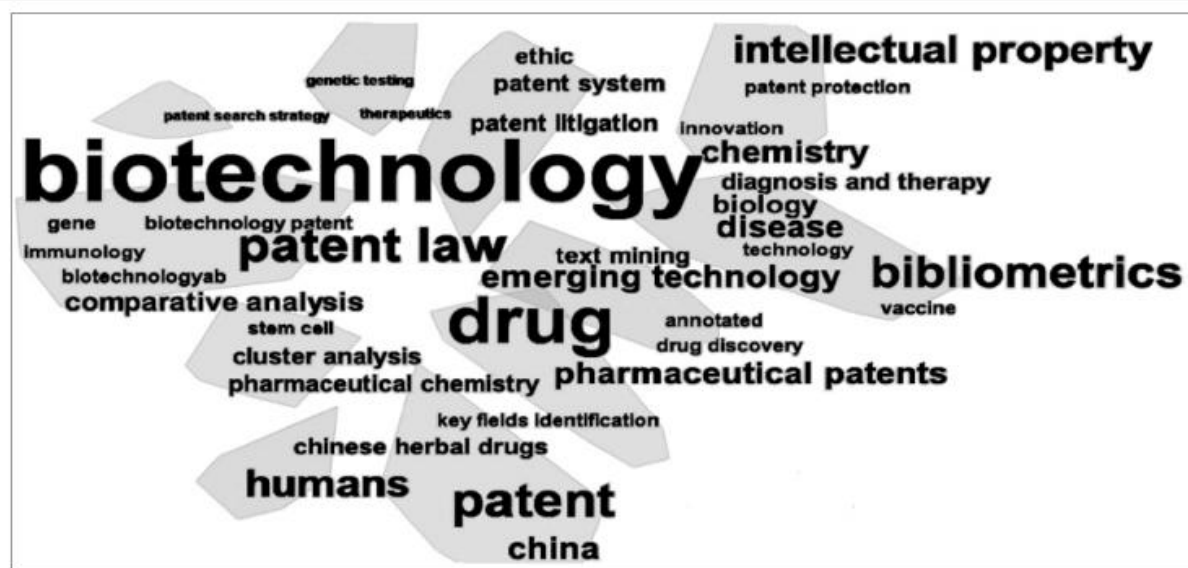 ethic
intellectual property
genetic testing
patent system
patent protection
patent search strategy
therapeutics
patent litigation
innovation
biotechnology
chemistry
diagnosis and therapy
biology
gene
biotechnology patent
disease
patent law
immunology
text mining
technology
biotechnologyab
emerging technology
bibliometrics
comparative analysis
vaccine
drug
stem cell
annotated
cluster analysis
drug discovery
pharmaceutical chemistry
pharmaceutical patents
key fields identification
chinese herbal drugs
humans
patent
china